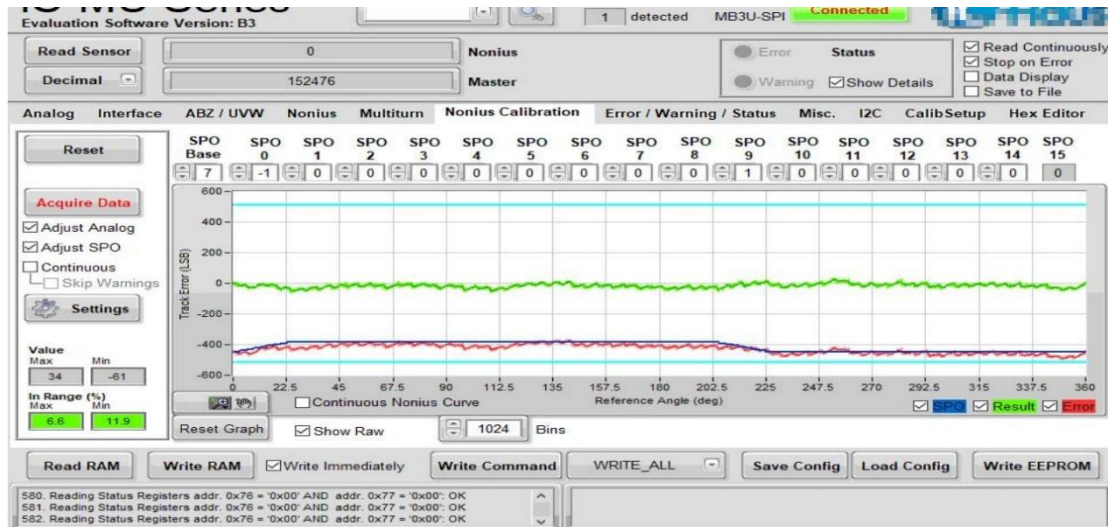 Evaluation Software Version: B3
1 detected MB3U-SPI Connected
Read Sensor 0 Nonius
Decimal 152476 Master
Error Status
Warning Show Details
Read Continuously
Stop on Error
Data Display
Save to File
Analog Interface ABZ / UVW Nonius Multiturn Nonius Calibration Error / Warning / Status Misc. I2C CalibSetup Hex Editor
Reset
SPO Base SPO 0 SPO 1 SPO 2 SPO 3 SPO 4 SPO 5 SPO 6 SPO 7 SPO 8 SPO 9 SPO 10 SPO 11 SPO 12 SPO 13 SPO 14 SPO 15
7 -1 0 0 0 0 0 0 0 0 1 0 0 0 0 0 0
Acquire Data
Adjust Analog
Adjust SPO
Continuous
Skip Warnings
Settings
Value
Max Min
34 -61
In Range (%)
Max Min
6.6 11.9
Track Error (LSB)
600
400
200
0
-200
-400
-600
0 22.5 45 67.5 90 112.5 135 157.5 180 202.5 225 247.5 270 292.5 315 337.5 360
Reference Angle (deg)
Continuous Nonius Curve
SPO Result Error
Reset Graph Show Raw 1024 Bins
Read RAM Write RAM Write Immediately Write Command WRITE_ALL Save Config Load Config Write EEPROM
580. Reading Status Registers addr. 0x76 = '0x00' AND addr. 0x77 = '0x00': OK
581. Reading Status Registers addr. 0x76 = '0x00' AND addr. 0x77 = '0x00': OK
582. Reading Status Registers addr. 0x76 = '0x00' AND addr. 0x77 = '0x00': OK